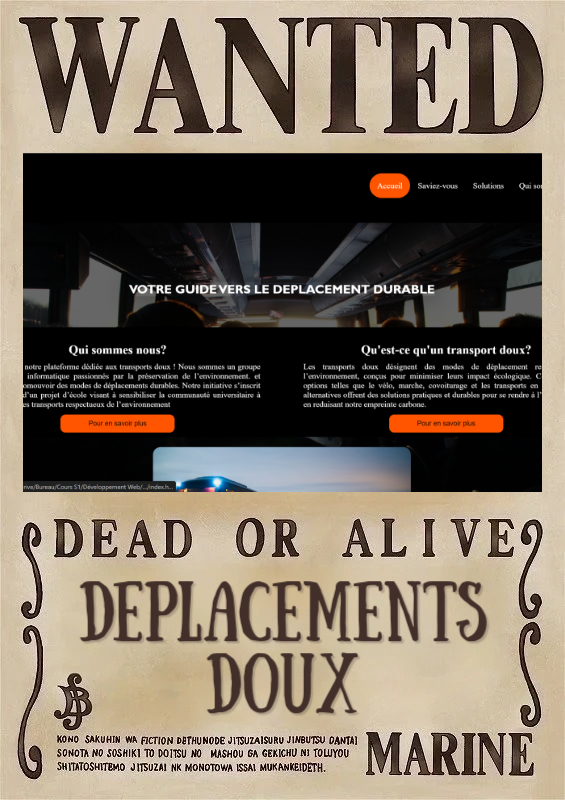 WANTED
Accueil Saviez-vous Solutions Qui
VOTRE GUIDE VERS LE DEPLACEMENT DURABLE
Qui sommes nous?
notre plateforme dédiée aux transports doux ! Nous sommes un groupe
informatique passionnés par la préservation de l'environnement. et
des modes de déplacements durables. Notre initiative s'inscrit
d'un projet d'école visant à sensibiliser la communauté universitaire à
transports respectueux de l'environnement
Pour en savoir plus
Qu'est-ce qu'un transport doux?
Les transports doux désignent des modes de déplacement
l'environnement, conçus pour minimiser leurs impact écologique.
options telles que le vélo, marche, covoiturage et les transports en
alternatives offrent des solutions pratiques et durables pour se rendre à
en réduisant notre empreinte carbone.
Pour en savoir plus
/Bureau/Cours S1/Développement Web/.../index.h...
DEAD OR ALIVE
DEPLACEMENTS
DOUX
KONO SAKUHIN WA FICTION DETHUNODE JITSUZAISURU JINBUTSU DANTAI
SONOTA NO SOSHIKI TO DOITSU NO MASHOU GA GEKICHU NI TOUJYOU
SHITATOSHITEMO JITSUZAI NK MONOTOWA ISSAI MUKANKEIDETH.
MARINE